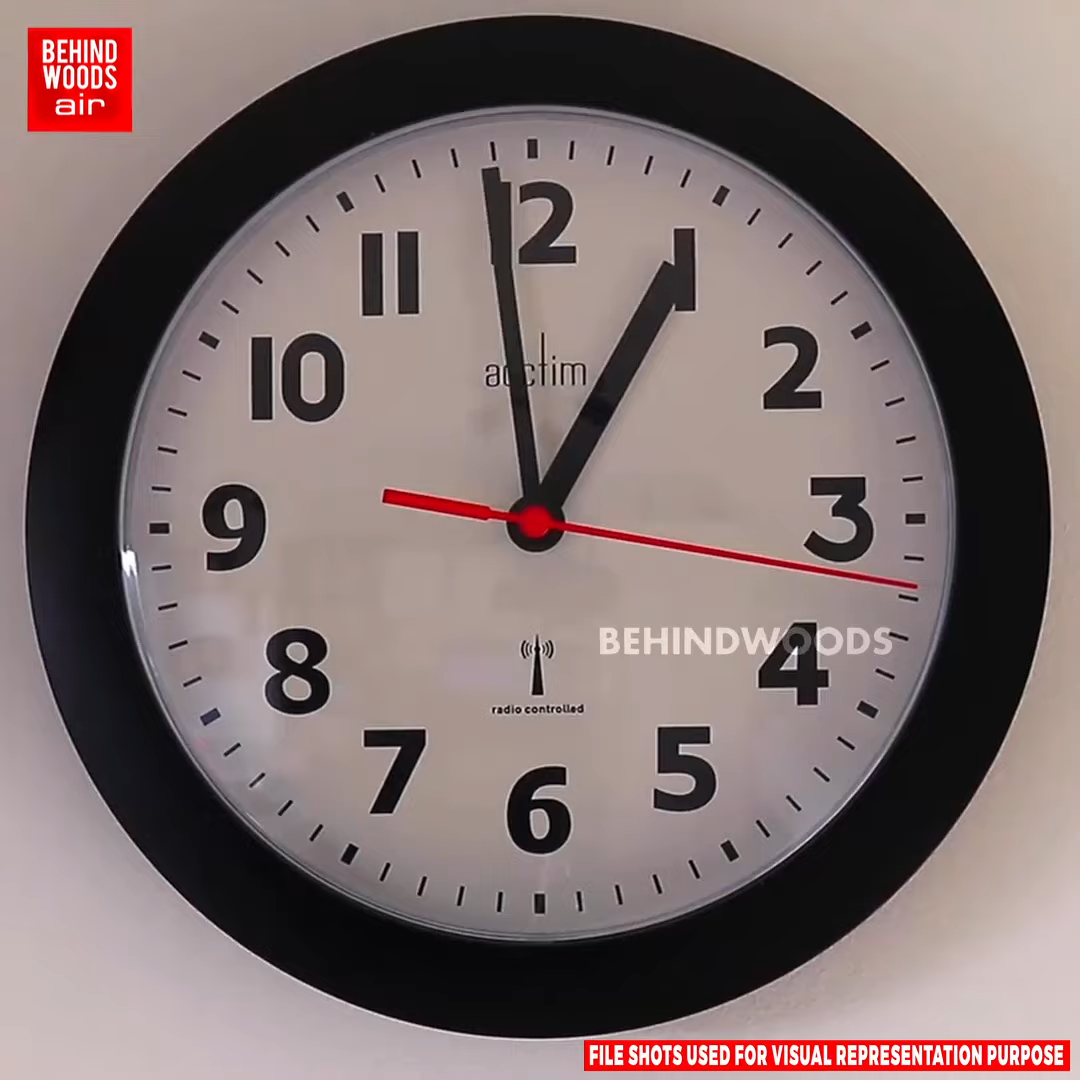 BEHIND
WOODS
air
12
11
1
10
2
acctim
9
3
BEHINDWOODS
8
4
radio controlled
7
5
6
FILE SHOTS USED FOR VISUAL REPRESENTATION PURPOSE